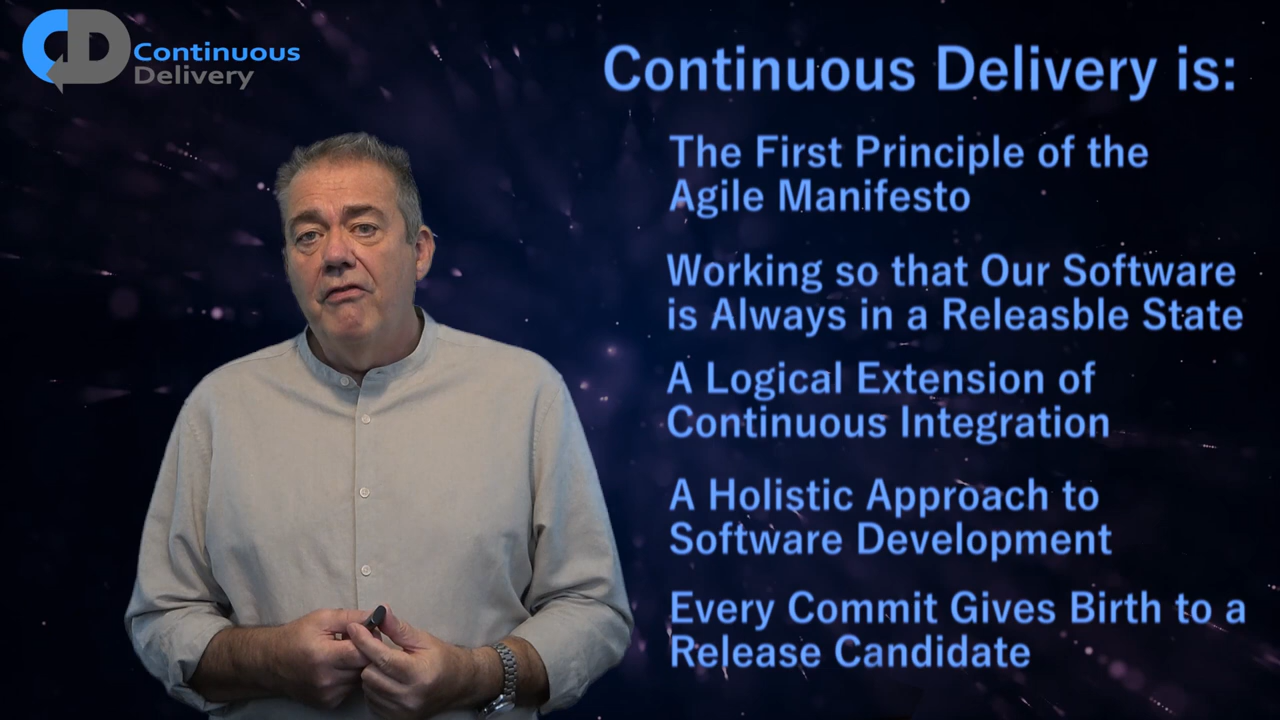 Continuous
Delivery
Continuous Delivery is:
The First Principle of the
Agile Manifesto
Working so that Our Software
is Always in a Releasble State
A Logical Extension of
Continuous Integration
A Holistic Approach to
Software Development
Every Commit Gives Birth to a
Release Candidate